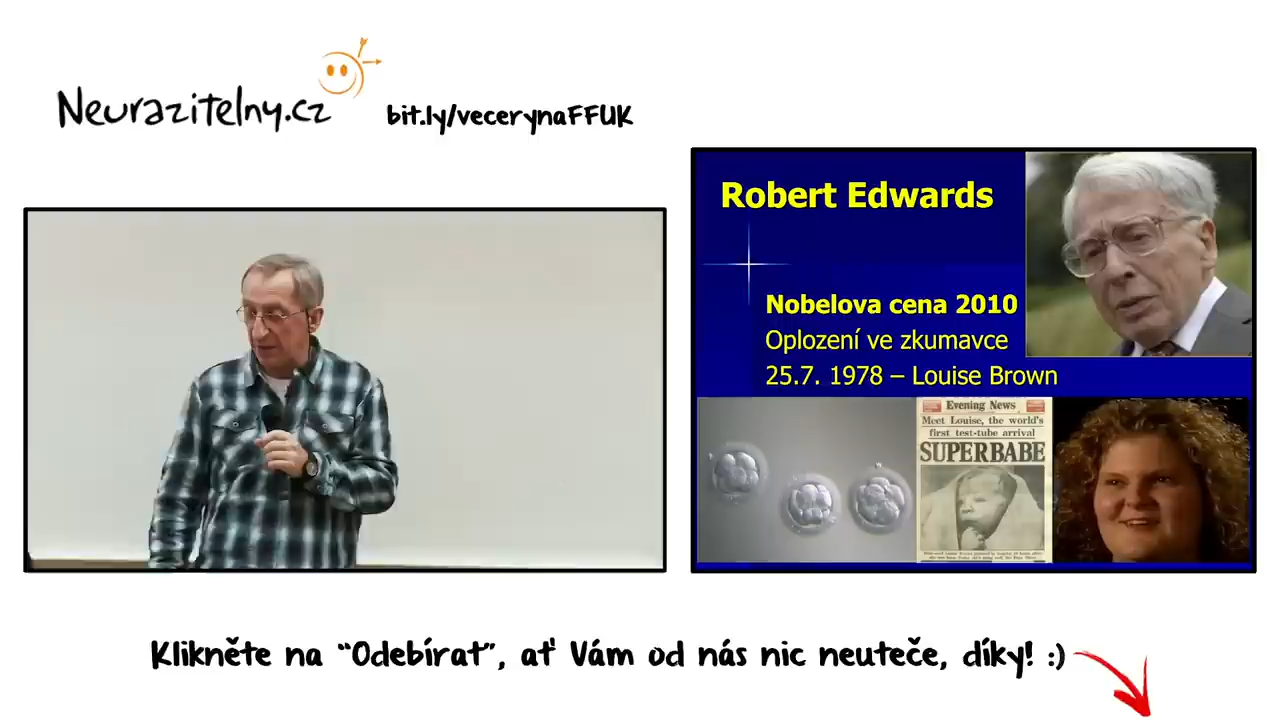 Neurazitelny.cz
bit.ly/vecerynaFFUK
Robert Edwards
Nobelova cena 2010
Oplození ve zkumavce
25.7. 1978 – Louise Brown
Evening News
Meet Louise, the world's
first test-tube arrival
SUPERBABE
Klikněte na “Odebírat”, ať Vám od nás nic neuteče, díky! :)